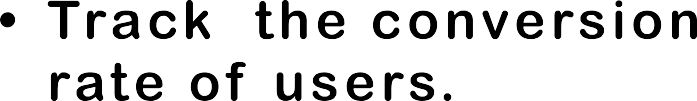 • Track the conversion
rate of users.